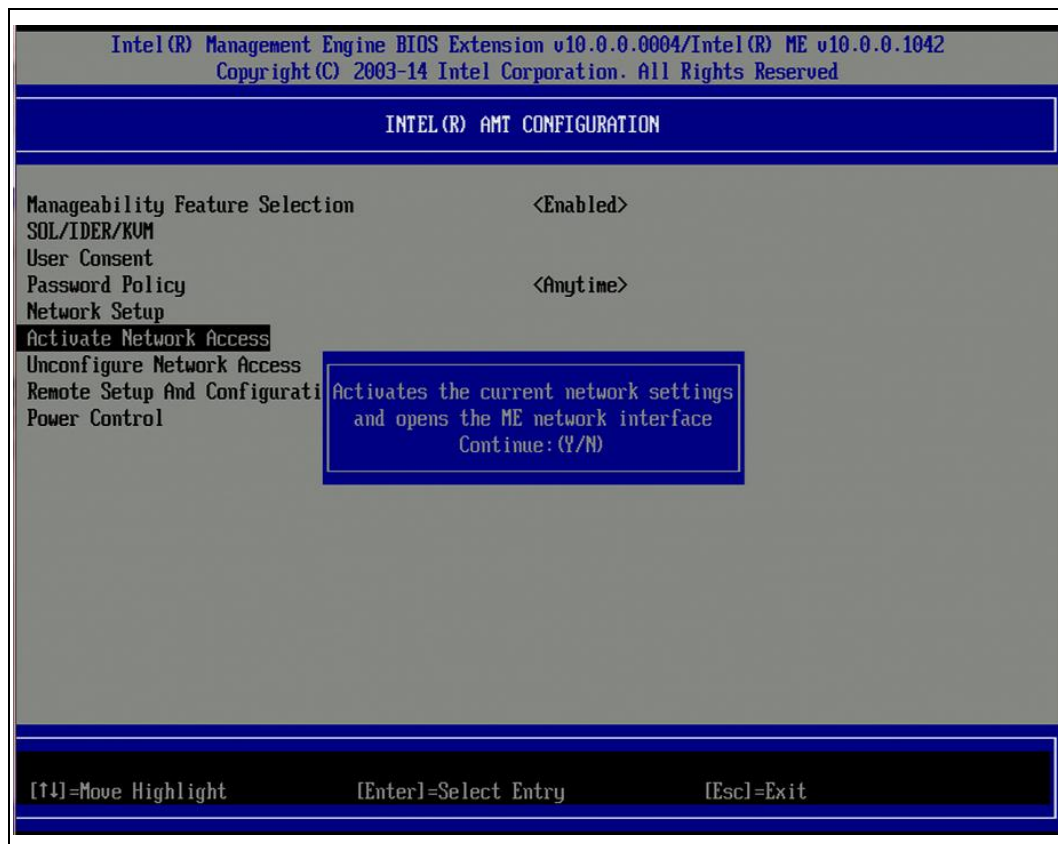 Intel(R) Management Engine BIOS Extension v10.0.0.0004/Intel(R) ME v10.0.0.1042
Copyright(C) 2003-14 Intel Corporation. All Rights Reserved
INTEL(R) AMT CONFIGURATION
Manageability Feature Selection <Enabled>
SOL/IDER/KVM
User Consent
Password Policy <Anytime>
Network Setup
Activate Network Access
Unconfigure Network Access
Remote Setup And Configurati
Power Control
Activates the current network settings
and opens the ME network interface
Continue:(Y/N)
[↑↓]=Move Highlight [Enter]=Select Entry [Esc]=Exit